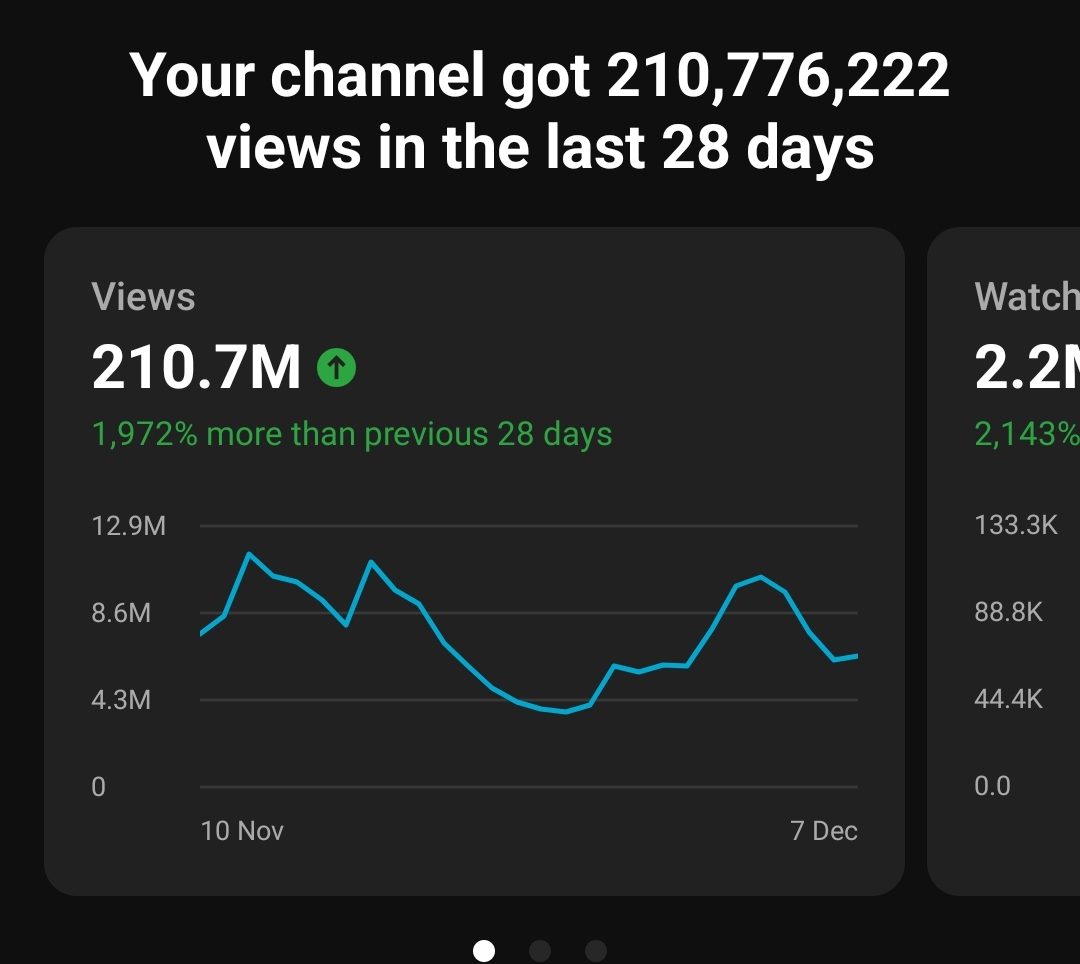 Your channel got 210,776,222
views in the last 28 days
Views
210.7M
1,972% more than previous 28 days
12.9M
8.6M
4.3M
0
10 Nov
7 Dec
Watch
2.2M
2,143%
133.3K
88.8K
44.4K
0.0